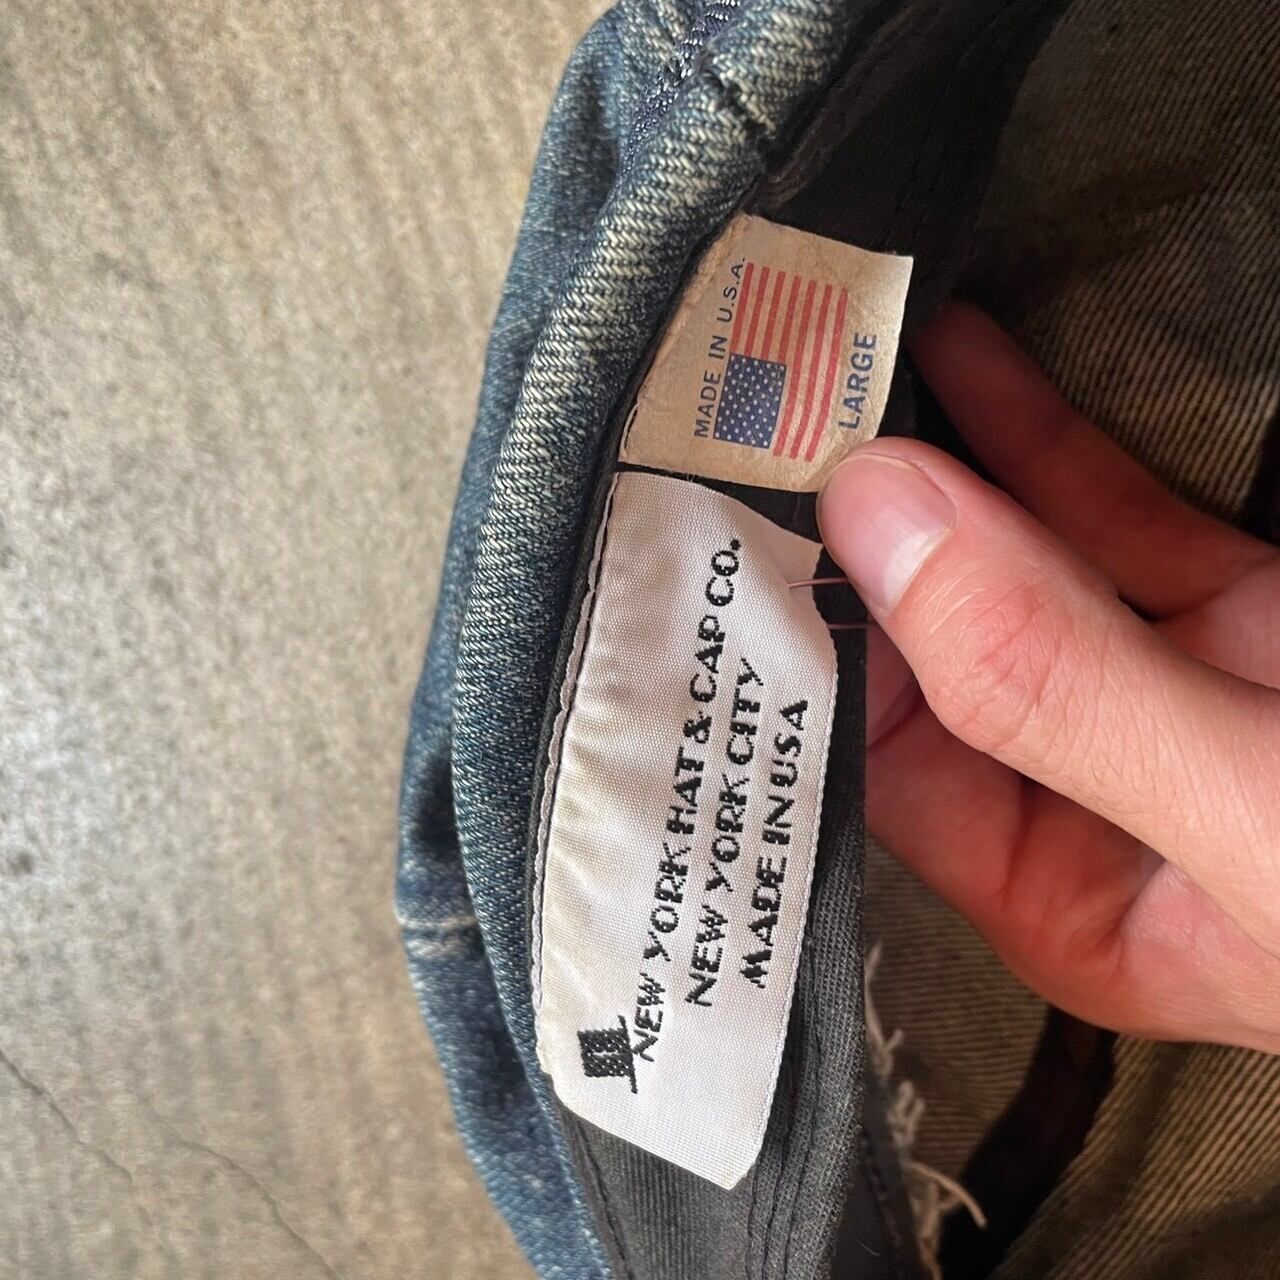 MADE IN U.S.A.
LARGE
NEW YORK HAT & CAP CO.
NEW YORK CITY
MADE IN USA